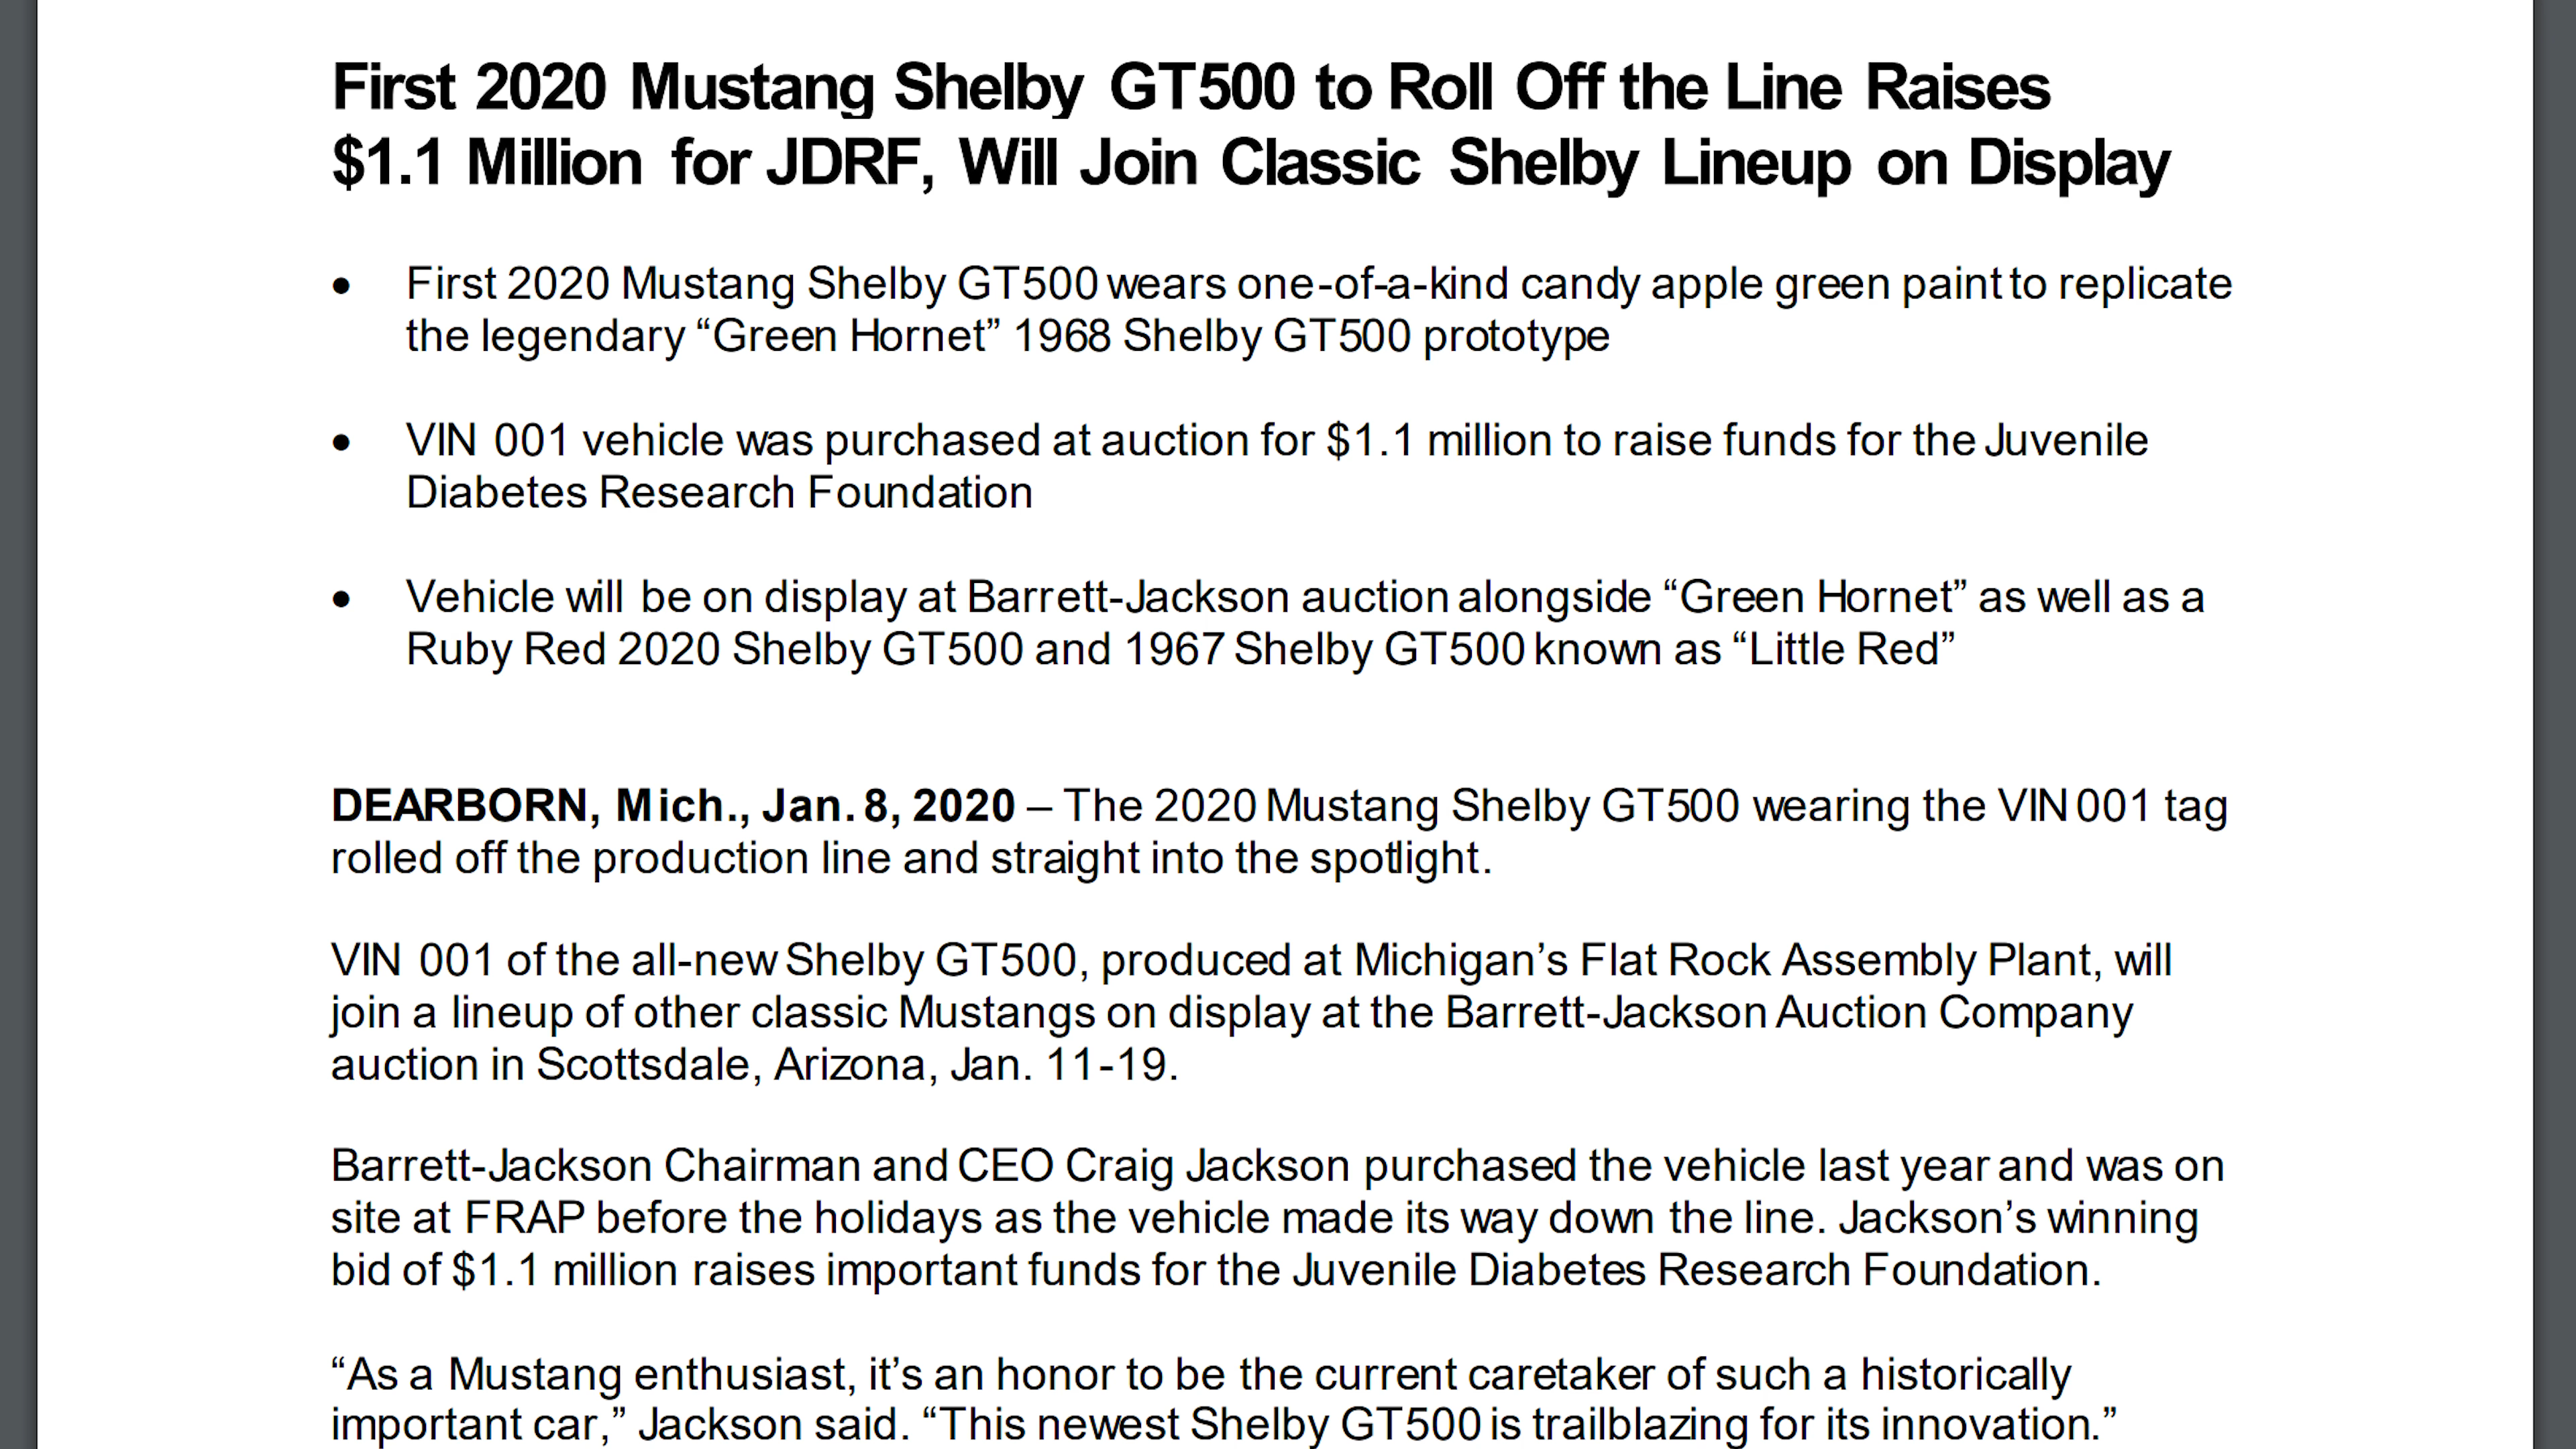 First 2020 Mustang Shelby GT500 to Roll Off the Line Raises
$1.1 Million for JDRF, Will Join Classic Shelby Lineup on Display
• First 2020 Mustang Shelby GT500 wears one-of-a-kind candy apple green paint to replicate
the legendary “Green Hornet” 1968 Shelby GT500 prototype
• VIN 001 vehicle was purchased at auction for $1.1 million to raise funds for the Juvenile
Diabetes Research Foundation
• Vehicle will be on display at Barrett-Jackson auction alongside “Green Hornet” as well as a
Ruby Red 2020 Shelby GT500 and 1967 Shelby GT500 known as “Little Red”
DEARBORN, Mich., Jan. 8, 2020 – The 2020 Mustang Shelby GT500 wearing the VIN 001 tag
rolled off the production line and straight into the spotlight.
VIN 001 of the all-new Shelby GT500, produced at Michigan’s Flat Rock Assembly Plant, will
join a lineup of other classic Mustangs on display at the Barrett-Jackson Auction Company
auction in Scottsdale, Arizona, Jan. 11-19.
Barrett-Jackson Chairman and CEO Craig Jackson purchased the vehicle last year and was on
site at FRAP before the holidays as the vehicle made its way down the line. Jackson’s winning
bid of $1.1 million raises important funds for the Juvenile Diabetes Research Foundation.
“As a Mustang enthusiast, it’s an honor to be the current caretaker of such a historically
important car,” Jackson said. “This newest Shelby GT500 is trailblazing for its innovation.”